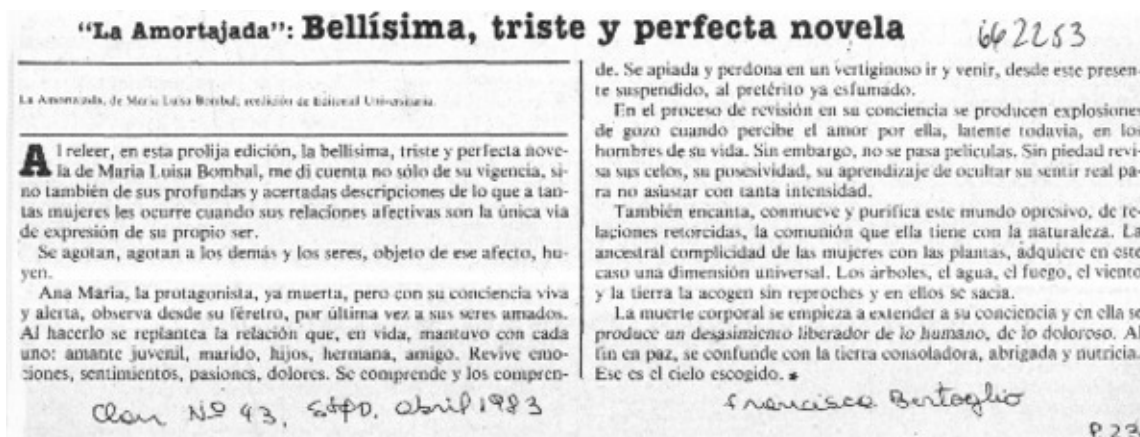 “La Amortajada”: Bellísima, triste y perfecta novela
662253
La Amortajada, de María Luisa Bombal, reedición de Editorial Universitaria.
Al releer, en esta prolija edición, la bellísima, triste y perfecta nove-
la de María Luisa Bombal, me di cuenta no sólo de su vigencia, si-
no también de sus profundas y acertadas descripciones de lo que a tan-
tas mujeres les ocurre cuando sus relaciones afectivas son la única vía
de expresión de su propio ser.
Se agotan, agotan a los demás y los seres, objeto de ese afecto, hu-
yen.
Ana María, la protagonista, ya muerta, pero con su conciencia viva
y alerta, observa desde su féretro, por última vez a sus seres amados.
Al hacerlo se replantea la relación que, en vida, mantuvo con cada
uno: amante juvenil, marido, hijos, hermana, amigo. Revive emo-
ciones, sentimientos, pasiones, dolores. Se comprende y los compren-
de. Se apiada y perdona en un vertiginoso ir y venir, desde este presen-
te suspendido, al pretérito ya esfumado.
En el proceso de revisión en su conciencia se producen explosiones
de gozo cuando percibe el amor por ella, latente todavía, en los
hombres de su vida. Sin embargo, no se pasa películas. Sin piedad revi-
sa sus celos, su posesividad, su aprendizaje de ocultar su sentir real pa-
ra no asustar con tanta intensidad.
También encanta, conmueve y purifica este mundo opresivo, de re-
laciones retorcidas, la comunión que ella tiene con la naturaleza. La
ancestral complicidad de las mujeres con las plantas, adquiere en este
caso una dimensión universal. Los árboles, el agua, el fuego, el viento
y la tierra la acogen sin reproches y en ellos se sacia.
La muerte corporal se empieza a extender a su conciencia y en ella se
produce un desasimiento liberador de lo humano, de lo doloroso. Al
fin en paz, se confunde con la tierra consoladora, abrigada y nutricia.
Ese es el cielo escogido.
Clan Nº 43, Stgo, abril 1983
Francisca Bertoglio
P.23